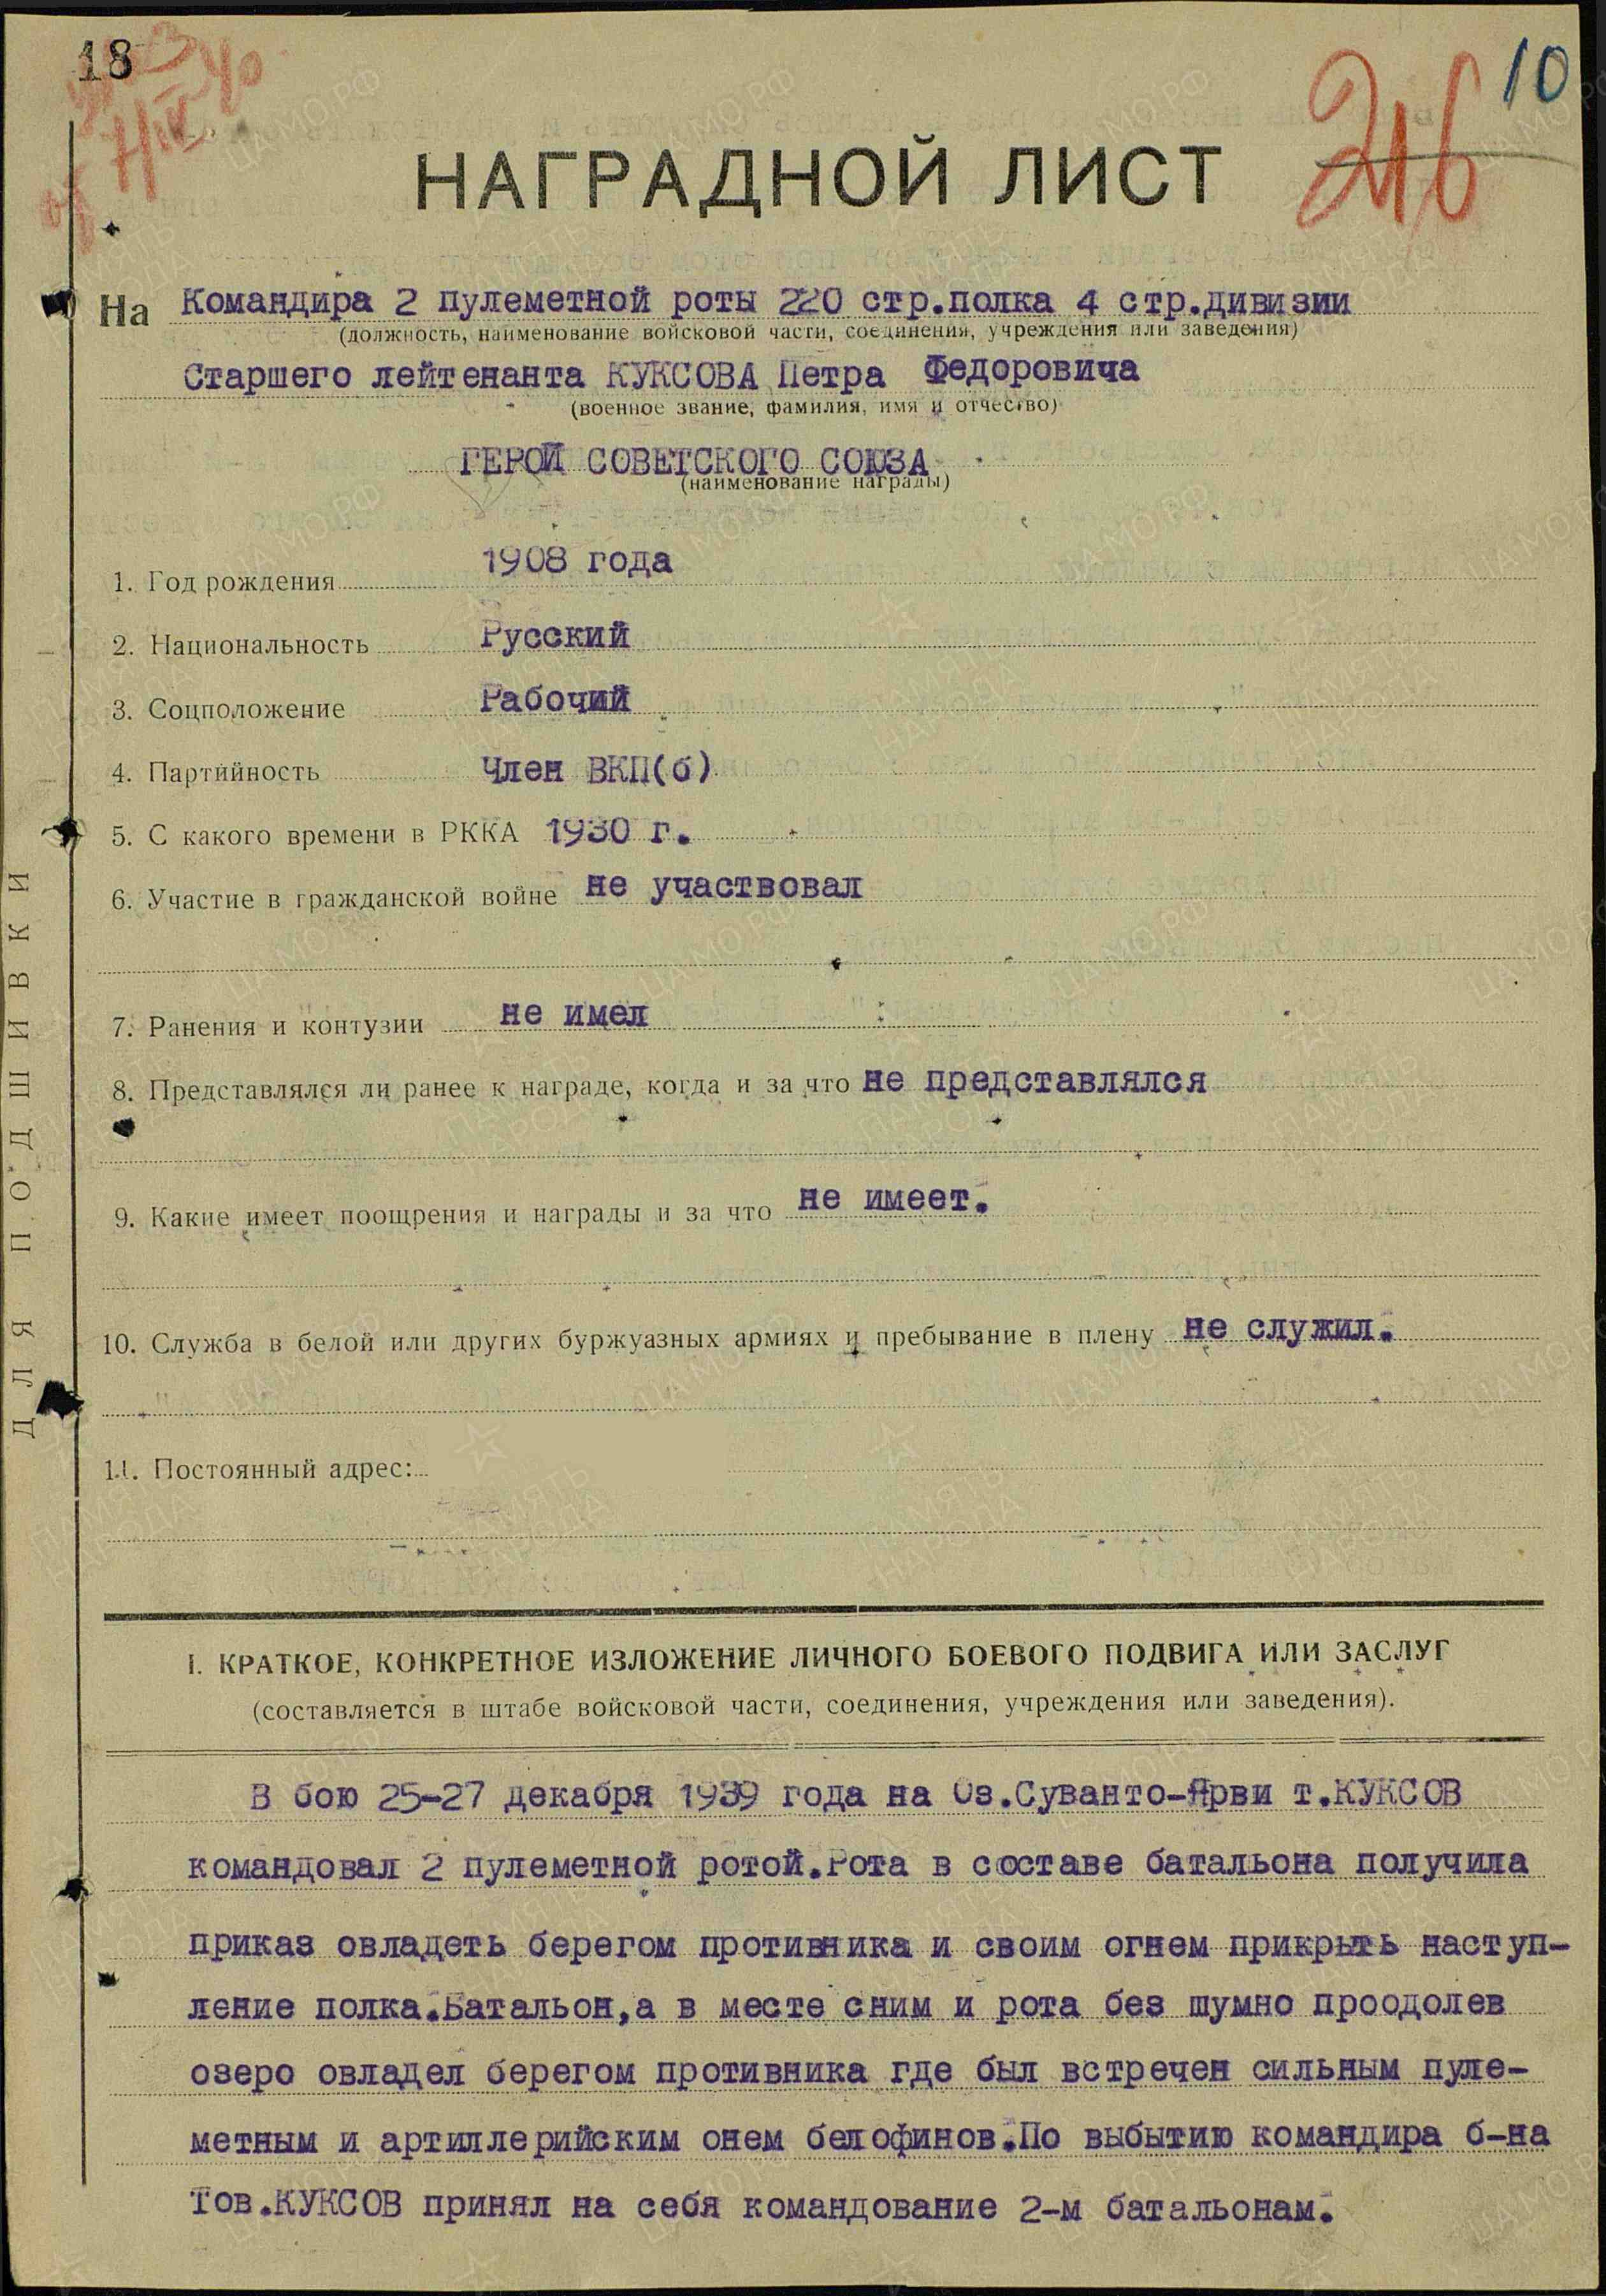 18
10
216
НАГРАДНОЙ ЛИСТ
На Командира 2 пулеметной роты 220 стр.полка 4 стр.дивизии
(должность, наименование войсковой части, соединения, учреждения или заведения)
Старшего лейтенанта КУКСОВА Петра Федоровича
(военное звание, фамилия, имя и отчество)
ГЕРОЙ СОВЕТСКОГО СОЮЗА
(наименование награды)
1. Год рождения 1908 года
2. Национальность Русский
3. Соцположение Рабочий
4. Партийность Член ВКП(б)
5. С какого времени в РККА 1930 г.
6. Участие в гражданской войне не участвовал
7. Ранения и контузии не имел
8. Представлялся ли ранее к награде, когда и за что не представлялся
9. Какие имеет поощрения и награды и за что не имеет.
10. Служба в белой или других буржуазных армиях и пребывание в плену не служил.
11. Постоянный адрес:
ДЛЯ ПОДШИВКИ
I. КРАТКОЕ, КОНКРЕТНОЕ ИЗЛОЖЕНИЕ ЛИЧНОГО БОЕВОГО ПОДВИГА ИЛИ ЗАСЛУГ
(составляется в штабе войсковой части, соединения, учреждения или заведения).
В бою 25-27 декабря 1939 года на Оз.Суванто-Ярви т.КУКСОВ
командовал 2 пулеметной ротой.Рота в составе батальона получила
приказ овладеть берегом противника и своим огнем прикрыть наступ-
ление полка.Батальон,а в месте сним и рота без шумно проодолев
озеро овладел берегом противника где был встречен сильным пуле-
метным и артиллерийским онем белофинов.По выбытию командира б-на
Тов.КУКСОВ принял на себя командование 2-м батальонам.
ЦАМО.РФ
ПАМЯТЬ НАРОДА